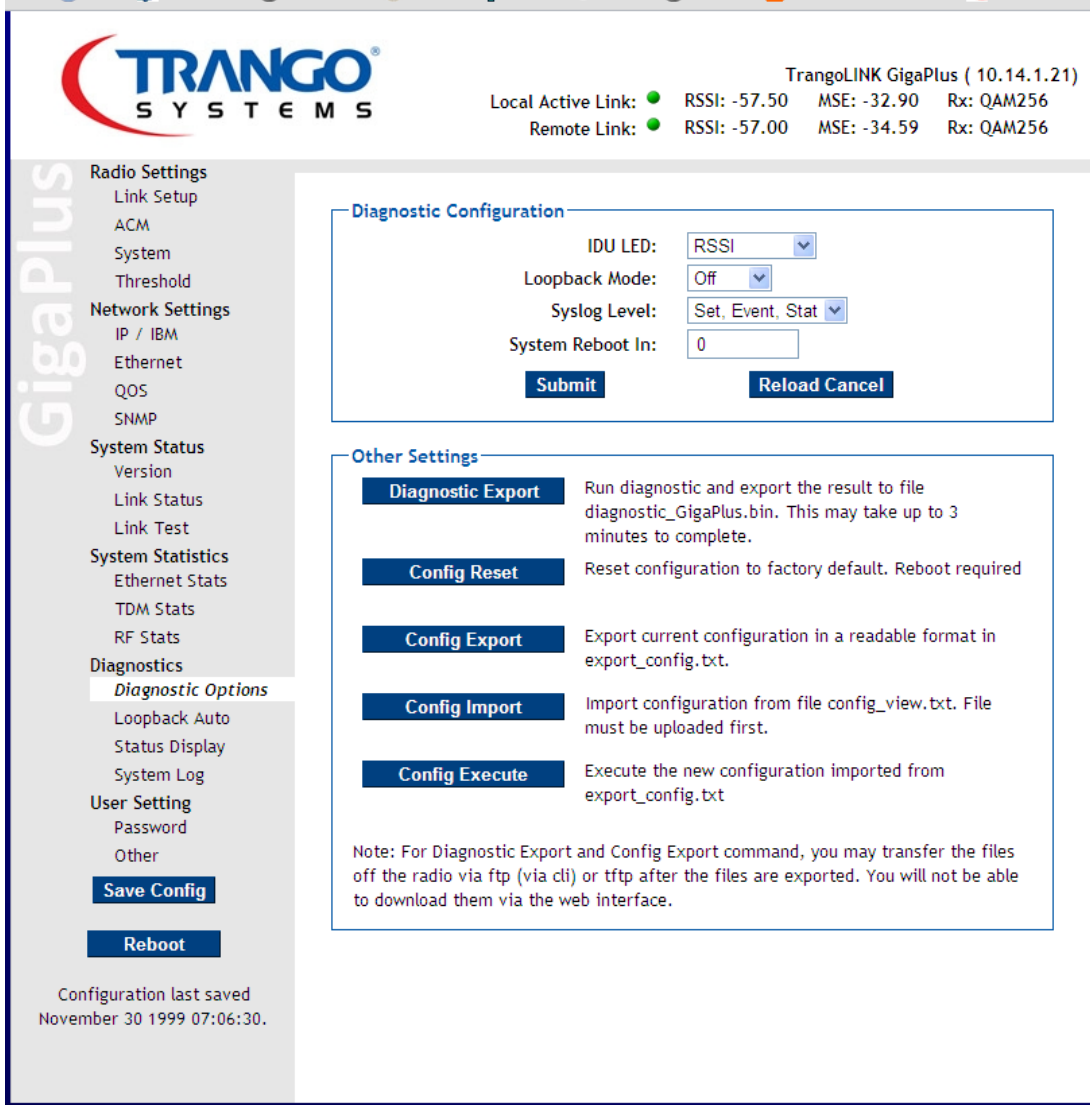 TRANGO®
SYSTEMS
TrangoLINK GigaPlus ( 10.14.1.21)
Local Active Link: RSSI: -57.50 MSE: -32.90 Rx: QAM256
Remote Link: RSSI: -57.00 MSE: -34.59 Rx: QAM256
GigaPlus
Radio Settings
Link Setup
ACM
System
Threshold
Network Settings
IP / IBM
Ethernet
QOS
SNMP
System Status
Version
Link Status
Link Test
System Statistics
Ethernet Stats
TDM Stats
RF Stats
Diagnostics
Diagnostic Options
Loopback Auto
Status Display
System Log
User Setting
Password
Other
Save Config
Reboot
Configuration last saved
November 30 1999 07:06:30.
Diagnostic Configuration
IDU LED: RSSI
Loopback Mode: Off
Syslog Level: Set, Event, Stat
System Reboot In: 0
Submit Reload Cancel
Other Settings
Diagnostic Export Run diagnostic and export the result to file
diagnostic_GigaPlus.bin. This may take up to 3
minutes to complete.
Config Reset Reset configuration to factory default. Reboot required
Config Export Export current configuration in a readable format in
export_config.txt.
Config Import Import configuration from file config_view.txt. File
must be uploaded first.
Config Execute Execute the new configuration imported from
export_config.txt
Note: For Diagnostic Export and Config Export command, you may transfer the files
off the radio via ftp (via cli) or tftp after the files are exported. You will not be able
to download them via the web interface.